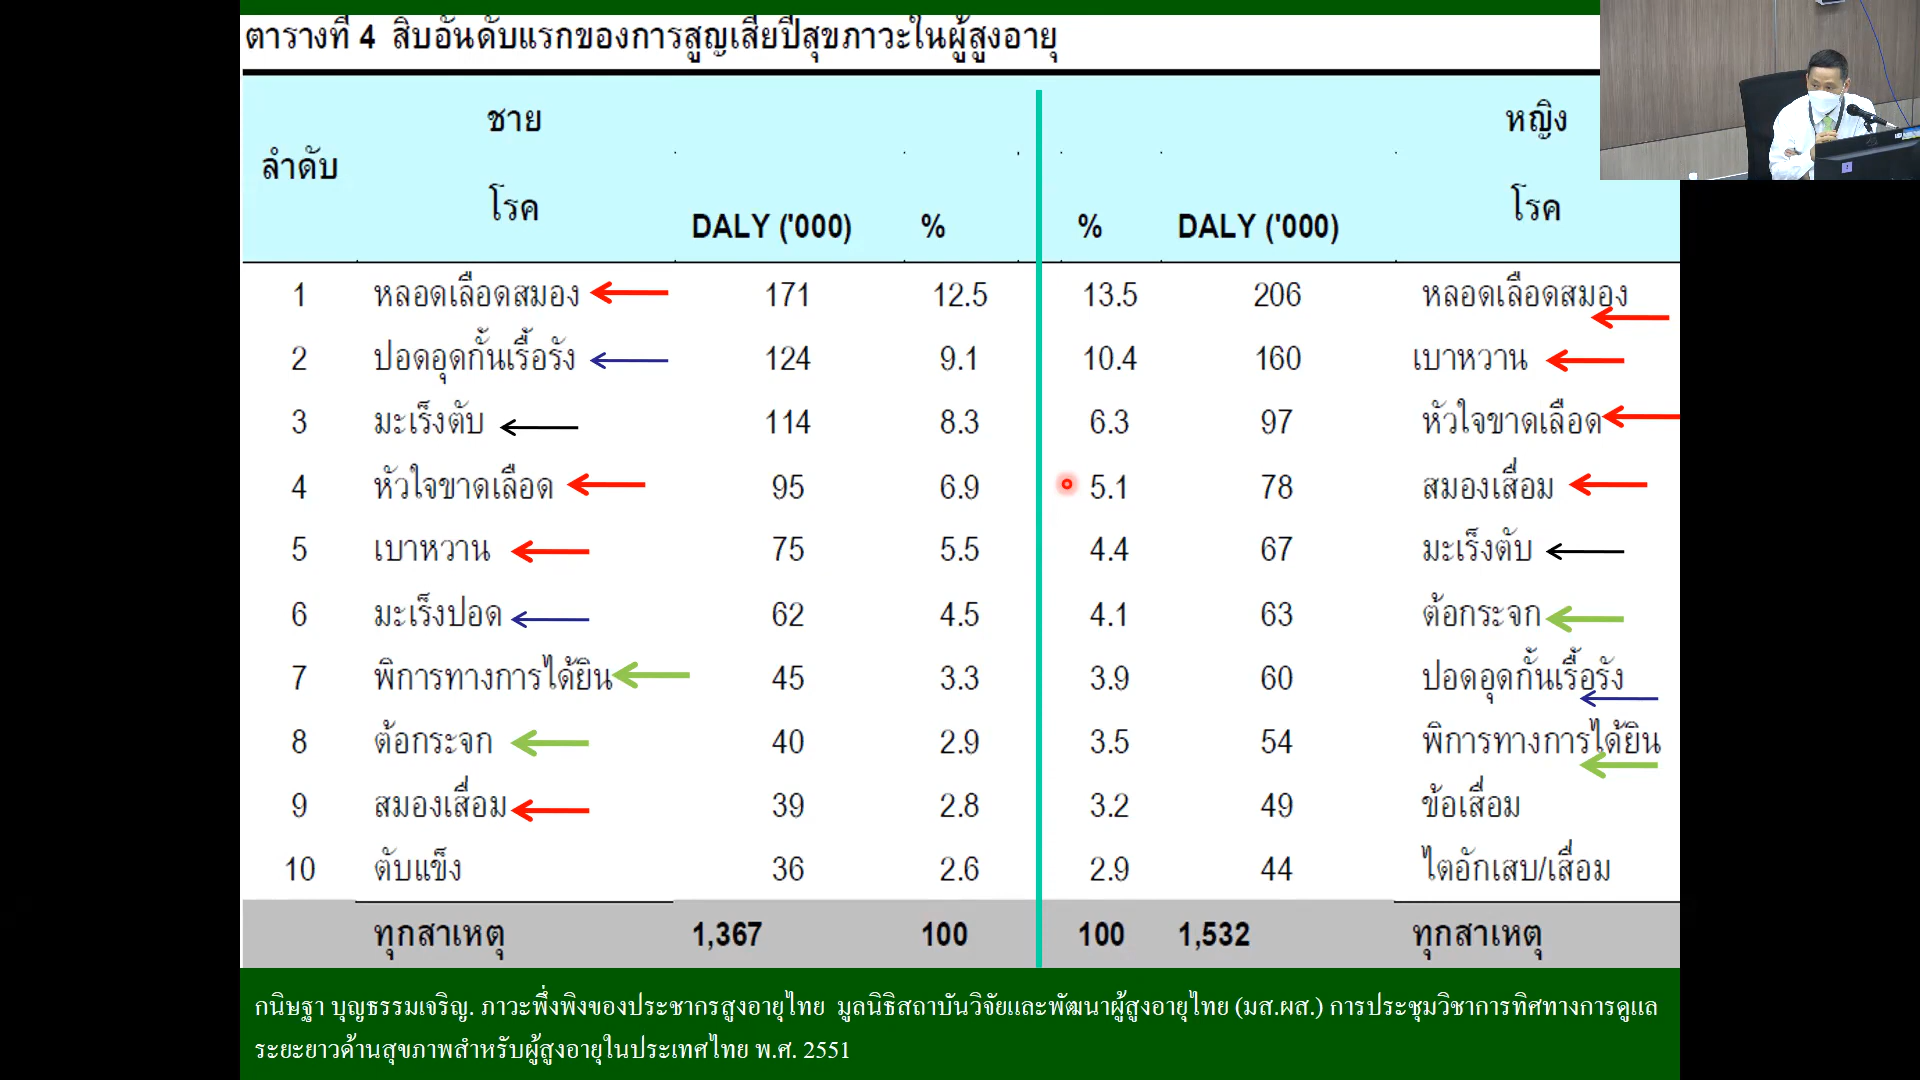 ตารางที่ 4 สิบอันดับแรกของการสูญเสียปีสุขภาวะในผู้สูงอายุ
ลำดับ ชาย หญิง
โรค DALY ('000) % % DALY ('000) โรค
1 หลอดเลือดสมอง 171 12.5 13.5 206 หลอดเลือดสมอง
2 ปอดอุดกั้นเรื้อรัง 124 9.1 10.4 160 เบาหวาน
3 มะเร็งตับ 114 8.3 6.3 97 หัวใจขาดเลือด
4 หัวใจขาดเลือด 95 6.9 5.1 78 สมองเสื่อม
5 เบาหวาน 75 5.5 4.4 67 มะเร็งตับ
6 มะเร็งปอด 62 4.5 4.1 63 ต้อกระจก
7 พิการทางการได้ยิน 45 3.3 3.9 60 ปอดอุดกั้นเรื้อรัง
8 ต้อกระจก 40 2.9 3.5 54 พิการทางการได้ยิน
9 สมองเสื่อม 39 2.8 3.2 49 ข้อเสื่อม
10 ตับแข็ง 36 2.6 2.9 44 ไตอักเสบ/เสื่อม
ทุกสาเหตุ 1,367 100 100 1,532 ทุกสาเหตุ
กนิษฐา บุญธรรมเจริญ. ภาวะพึ่งพิงของประชากรสูงอายุไทย มูลนิธิสถาบันวิจัยและพัฒนาผู้สูงอายุไทย (มส.ผส.) การประชุมวิชาการทิศทางการดูแล
ระยะยาวด้านสุขภาพสำหรับผู้สูงอายุในประเทศไทย พ.ศ. 2551